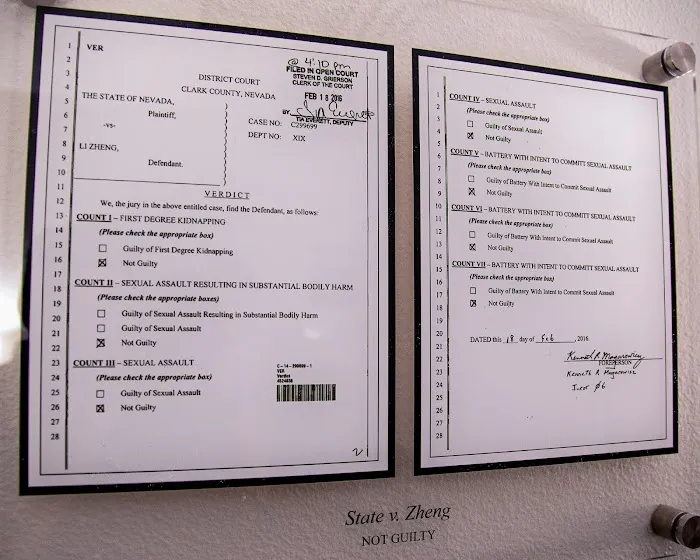 1 VER
2 @ 4:10 pm
3 FILED IN OPEN COURT
DISTRICT COURT STEVEN D. GRIERSON
CLERK OF THE COURT
4 CLARK COUNTY, NEVADA
5 THE STATE OF NEVADA, FEB 18 2016
6 Plaintiff, BY,
CASE NO: C299699 TIA EVERETT, DEPUTY
7 -vs-
DEPT NO: XIX
8 LI ZHENG,
9 Defendant.
10
11 VERDICT
12 We, the jury in the above entitled case, find the Defendant, as follows:
13 COUNT I – FIRST DEGREE KIDNAPPING
14 (Please check the appropriate box)
15 ☐ Guilty of First Degree Kidnapping
16 ☒ Not Guilty
17 COUNT II – SEXUAL ASSAULT RESULTING IN SUBSTANTIAL BODILY HARM
18
19 (Please check the appropriate boxes)
20 ☐ Guilty of Sexual Assault Resulting in Substantial Bodily Harm
21 ☐ Guilty of Sexual Assault
22 ☒ Not Guilty
23 COUNT III – SEXUAL ASSAULT
24 (Please check the appropriate box)
25 ☐ Guilty of Sexual Assault
26 ☒ Not Guilty
27
28
VER
Verdict
1 COUNT IV – SEXUAL ASSAULT
2 (Please check the appropriate box)
3 ☐ Guilty of Sexual Assault
4 ☒ Not Guilty
5
6 COUNT V – BATTERY WITH INTENT TO COMMITT SEXUAL ASSAULT
7 (Please check the appropriate box)
8 ☐ Guilty of Battery With Intent to Commit Sexual Assault
9 ☒ Not Guilty
10
11 COUNT VI – BATTERY WITH INTENT TO COMMITT SEXUAL ASSAULT
(Please check the appropriate box)
12 ☐ Guilty of Battery With Intent to Commit Sexual Assault
13 ☒ Not Guilty
14
15 COUNT VII – BATTERY WITH INTENT TO COMMITT SEXUAL ASSAULT
16 (Please check the appropriate box)
17 ☐ Guilty of Battery With Intent to Commit Sexual Assault
18 ☒ Not Guilty
19
20
21 DATED this 18 day of Feb, 2016.
22
23 FOREPERSON
24 Kenneth R
25 Juror #6
26
27
28
State v. Zheng
NOT GUILTY